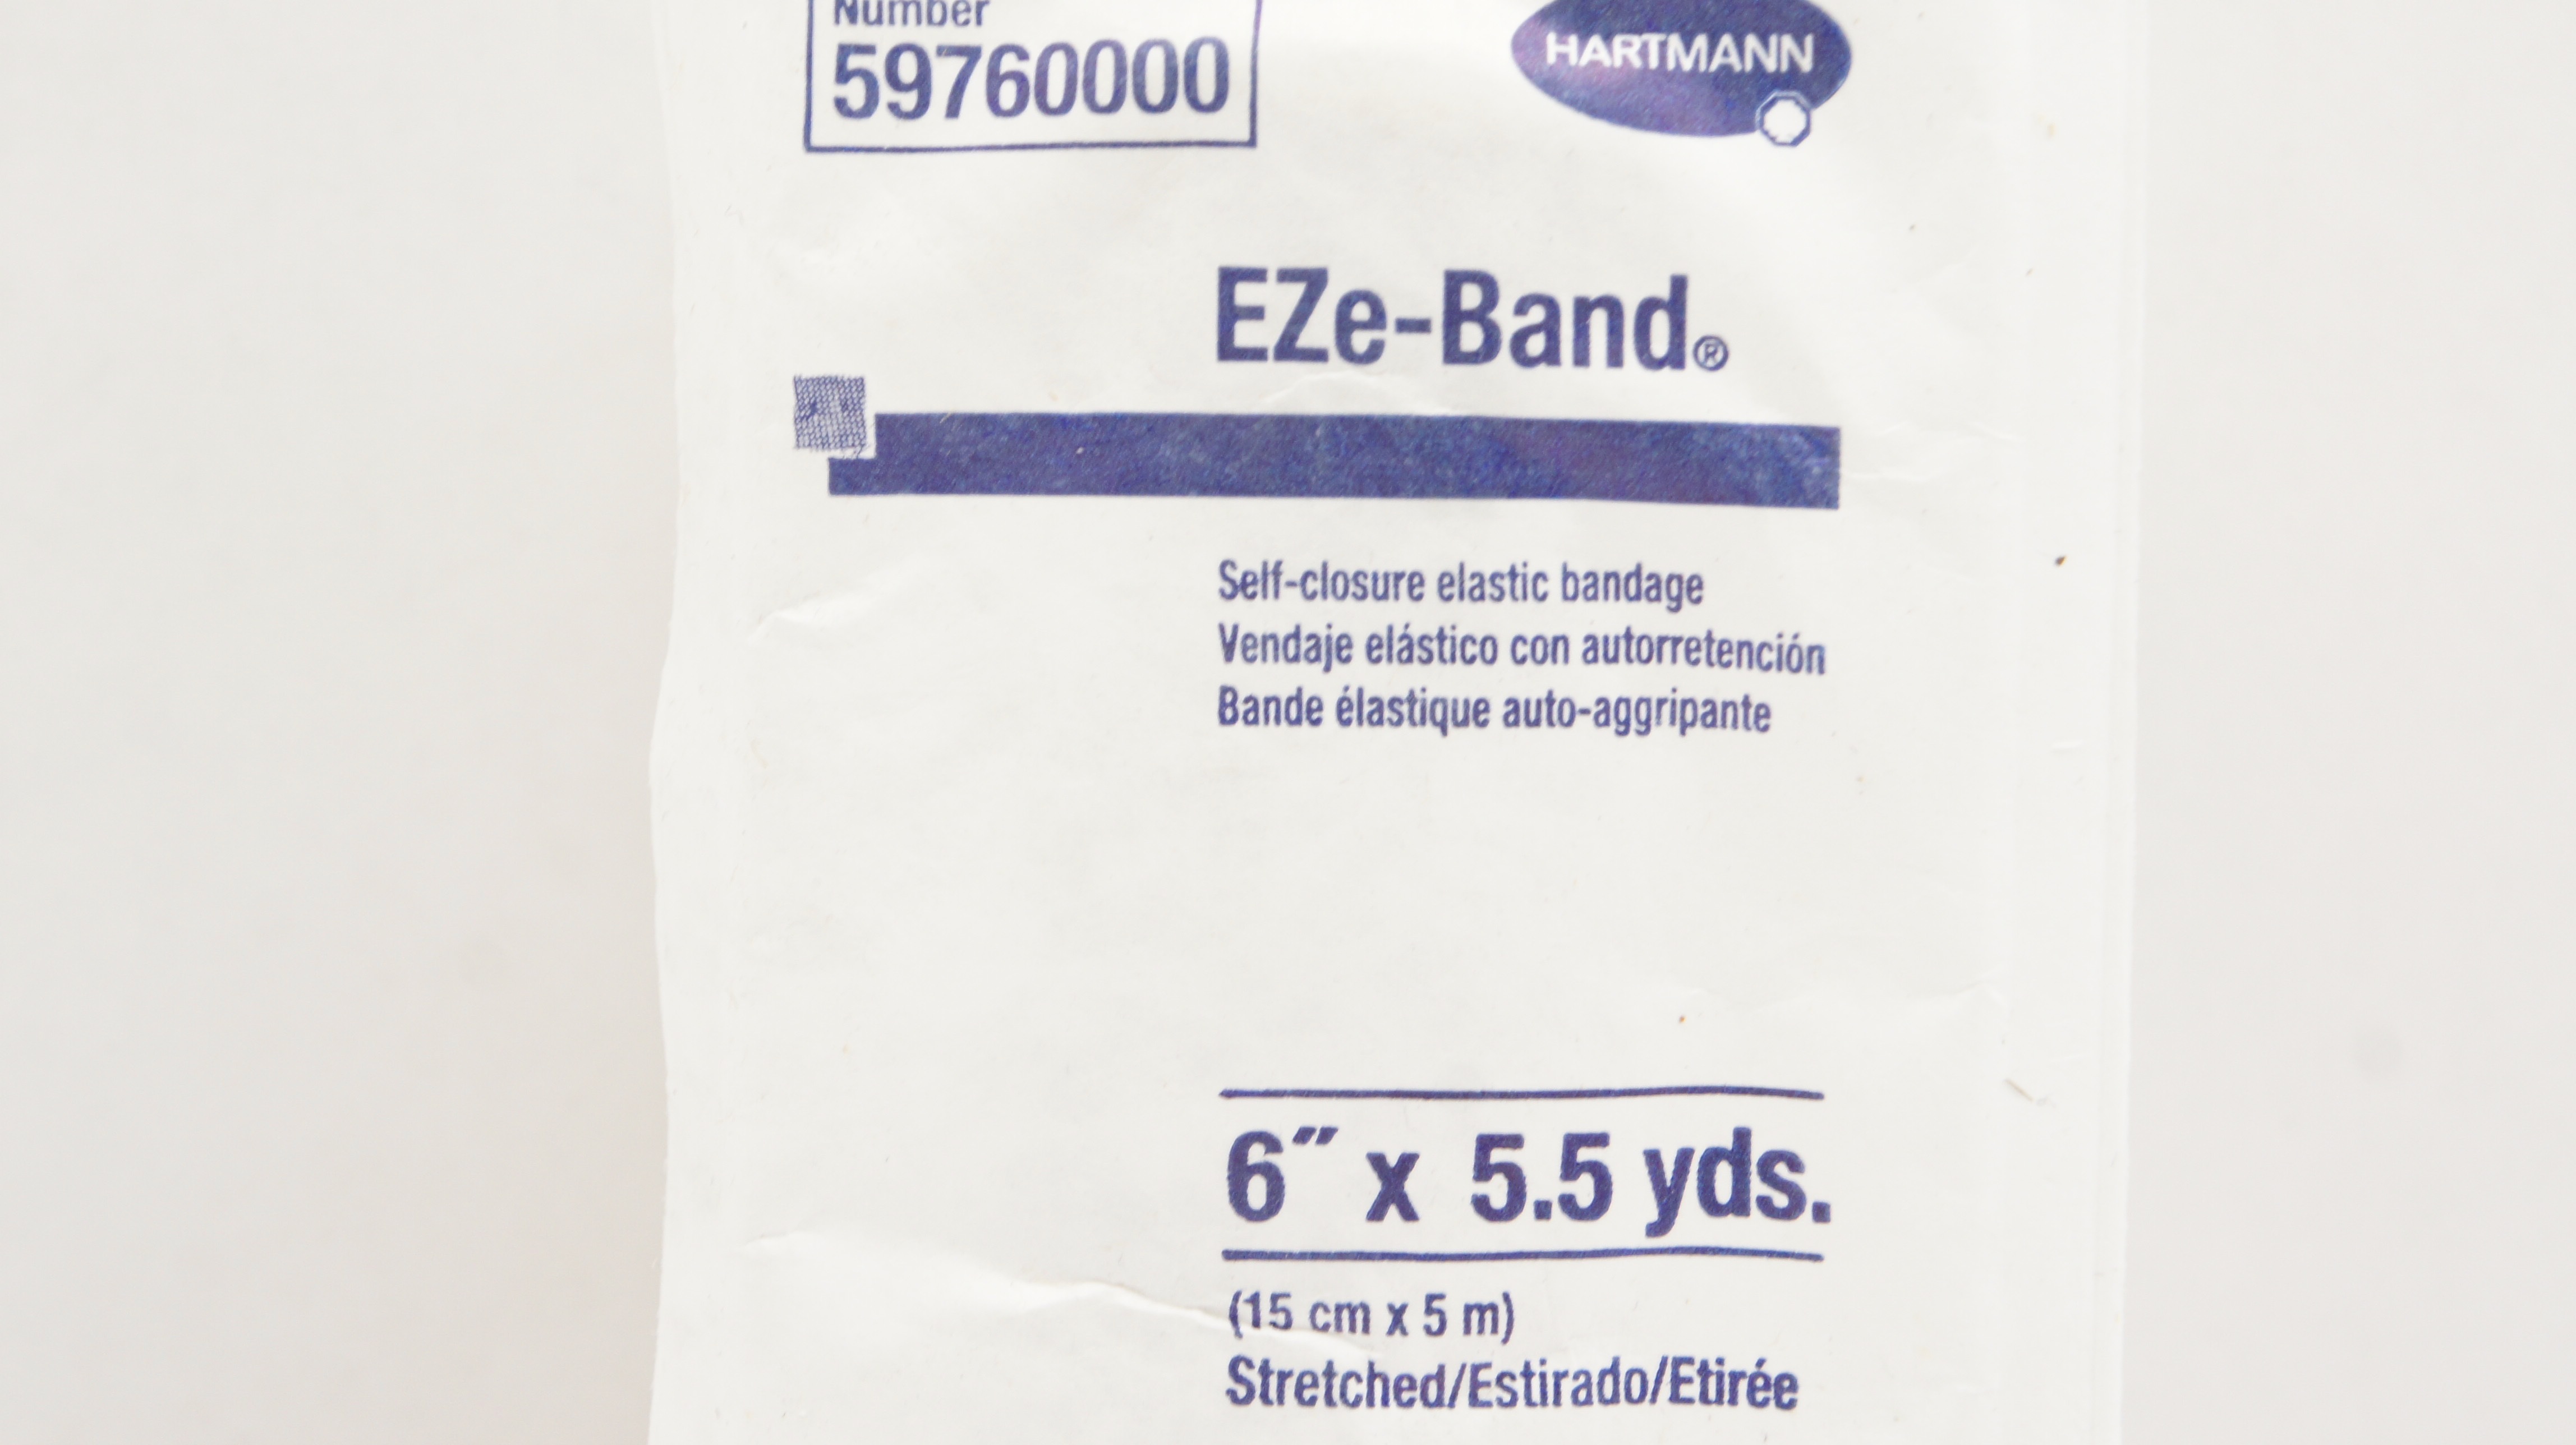 Number
59760000
HARTMANN
EZe-Band®
Self-closure elastic bandage
Vendaje elástico con autorretención
Bande élastique auto-aggripante
6" x 5.5 yds.
(15 cm x 5 m)
Stretched/Estirado/Etirée